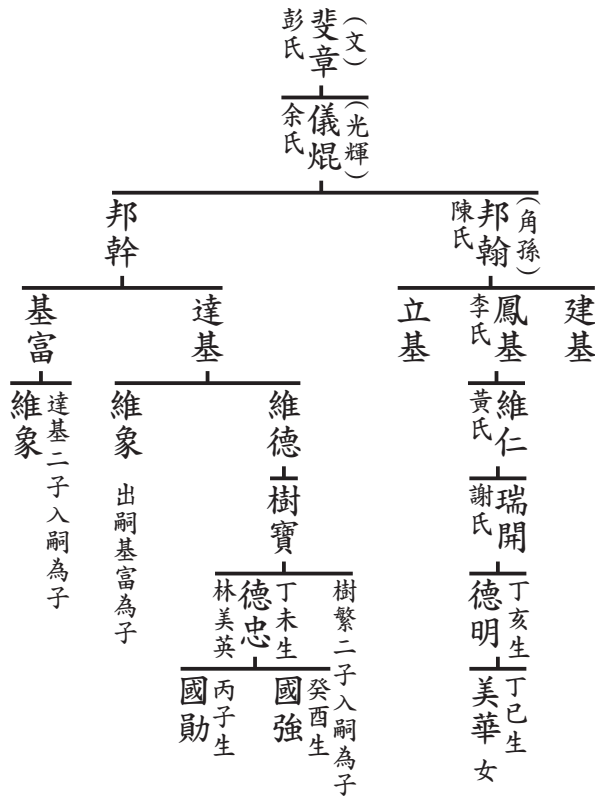 (文)
斐章
彭氏
(光輝)
儀焜
余氏
(角孫)
邦翰
陳氏
邦幹
建基
鳳基
李氏
立基
達基
基富
維仁
黃氏
維德
維象
出嗣基富為子
達基二子入嗣為子
維象
瑞開
謝氏
樹寶
丁亥生
德明
樹繁二子入嗣為子
丁未生
德忠
林美英
丁巳生
美華
女
癸酉生
國強
丙子生
國勛